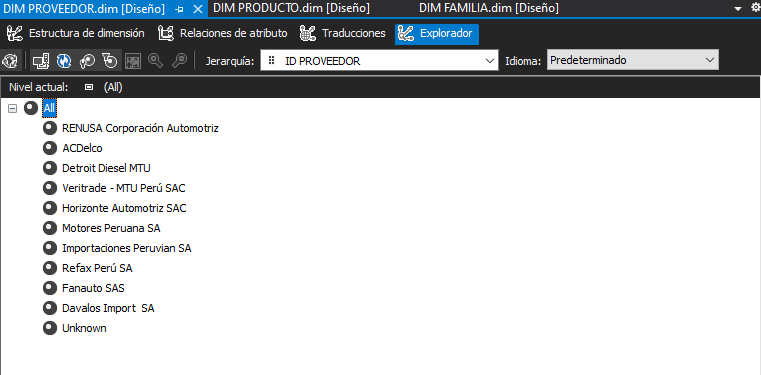 DIM PROVEEDOR.dim [Diseño] DIM PRODUCTO.dim [Diseño] DIM FAMILIA.dim [Diseño]
Estructura de dimensión Relaciones de atributo Traducciones Explorador
Jerarquía: ID PROVEEDOR Idioma: Predeterminado
Nivel actual: (All)
All
RENUSA Corporación Automotriz
ACDelco
Detroit Diesel MTU
Veritrade - MTU Perú SAC
Horizonte Automotriz SAC
Motores Peruana SA
Importaciones Peruvian SA
Refax Perú SA
Fanauto SAS
Davalos Import  SA
Unknown